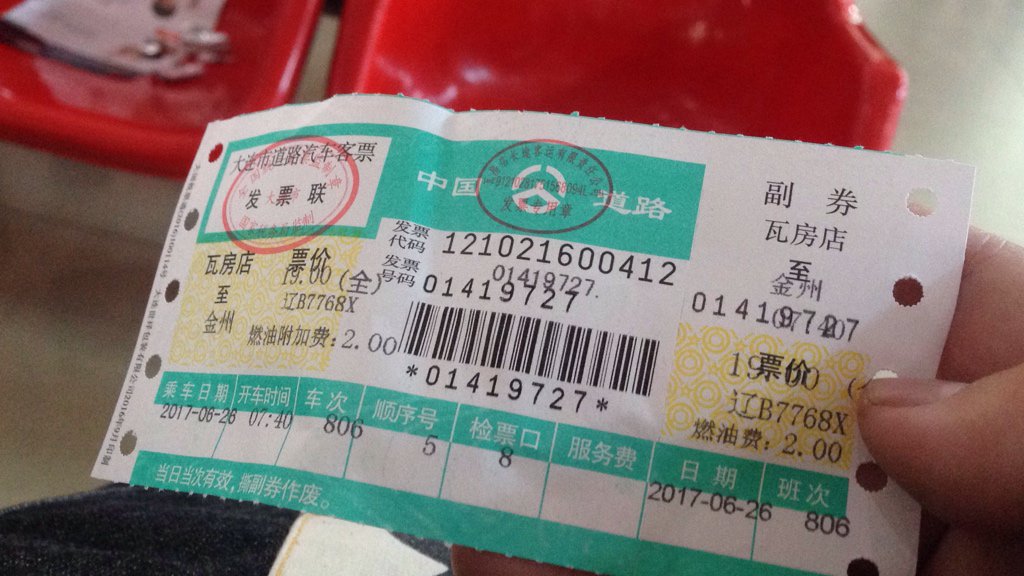 大连市道路汽车客票
发 票 联
中国
道路
发票代码 121021600412
发票号码 01419727
01419727.
瓦房店
至
金州
票价
19.00 (全)
辽B7768X
燃油附加费：2.00
*01419727*
乘车日期 开车时间 车次 顺序号 检票口 服务费
2017-06-26 07:40 806 5 8
当日当次有效，撕副券作废。
副 券
瓦房店
至
金州
01419727
07:40
票价
19.00
辽B7768X
燃油费：2.00
日 期 班 次
2017-06-26 806